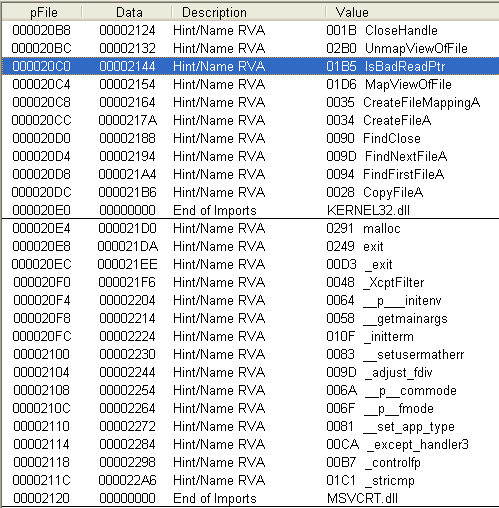 pFile Data Description Value
000020B8 00002124 Hint/Name RVA 001B CloseHandle
000020BC 00002132 Hint/Name RVA 02B0 UnmapViewOfFile
000020C0 00002144 Hint/Name RVA 01B5 IsBadReadPtr
000020C4 00002154 Hint/Name RVA 01D6 MapViewOfFile
000020C8 00002164 Hint/Name RVA 0035 CreateFileMappingA
000020CC 0000217A Hint/Name RVA 0034 CreateFileA
000020D0 00002188 Hint/Name RVA 0090 FindClose
000020D4 00002194 Hint/Name RVA 009D FindNextFileA
000020D8 000021A4 Hint/Name RVA 0094 FindFirstFileA
000020DC 000021B6 Hint/Name RVA 0028 CopyFileA
000020E0 00000000 End of Imports KERNEL32.dll
000020E4 000021D0 Hint/Name RVA 0291 malloc
000020E8 000021DA Hint/Name RVA 0249 exit
000020EC 000021EE Hint/Name RVA 00D3 _exit
000020F0 000021F6 Hint/Name RVA 0048 _XcptFilter
000020F4 00002204 Hint/Name RVA 0064 __p___initenv
000020F8 00002214 Hint/Name RVA 0058 __getmainargs
000020FC 00002224 Hint/Name RVA 010F _initterm
00002100 00002230 Hint/Name RVA 0083 __setusermatherr
00002104 00002244 Hint/Name RVA 009D _adjust_fdiv
00002108 00002254 Hint/Name RVA 006A __p__commode
0000210C 00002264 Hint/Name RVA 006F __p__fmode
00002110 00002272 Hint/Name RVA 0081 __set_app_type
00002114 00002284 Hint/Name RVA 00CA _except_handler3
00002118 00002298 Hint/Name RVA 00B7 _controlfp
0000211C 000022A6 Hint/Name RVA 01C1 _stricmp
00002120 00000000 End of Imports MSVCRT.dll